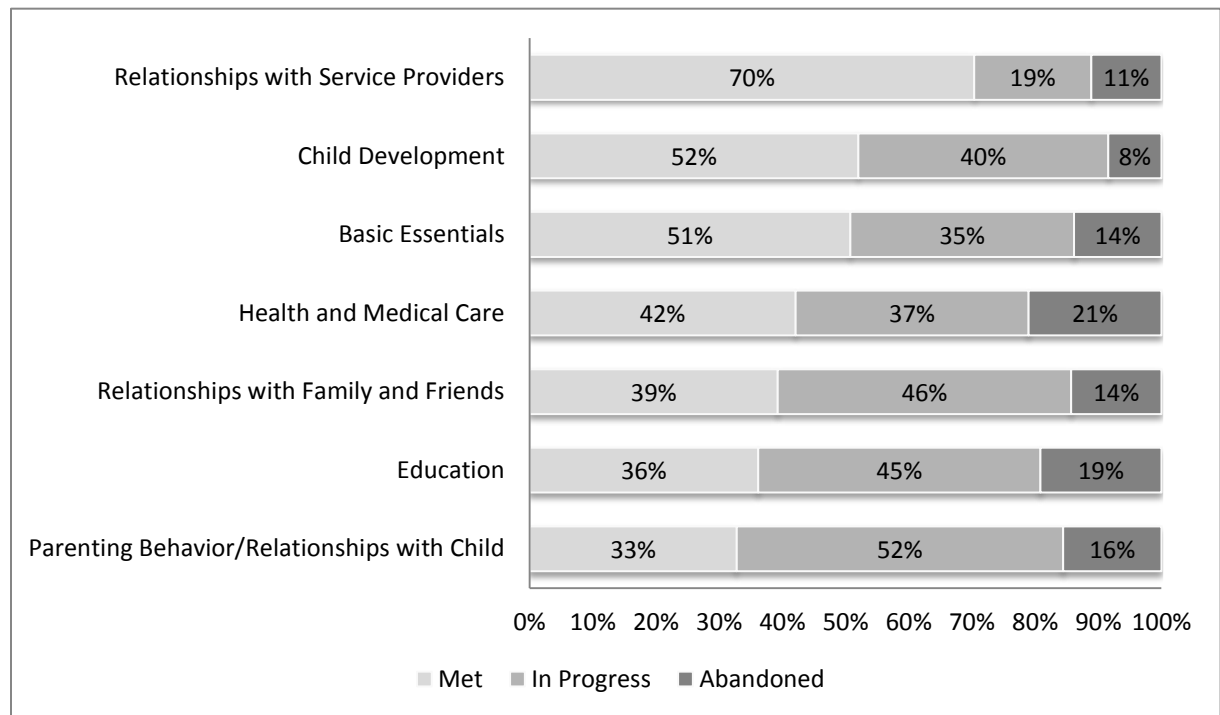 Relationships with Service Providers 70% 19% 11%
Child Development 52% 40% 8%
Basic Essentials 51% 35% 14%
Health and Medical Care 42% 37% 21%
Relationships with Family and Friends 39% 46% 14%
Education 36% 45% 19%
Parenting Behavior/Relationships with Child 33% 52% 16%
0% 10% 20% 30% 40% 50% 60% 70% 80% 90% 100%
Met In Progress Abandoned